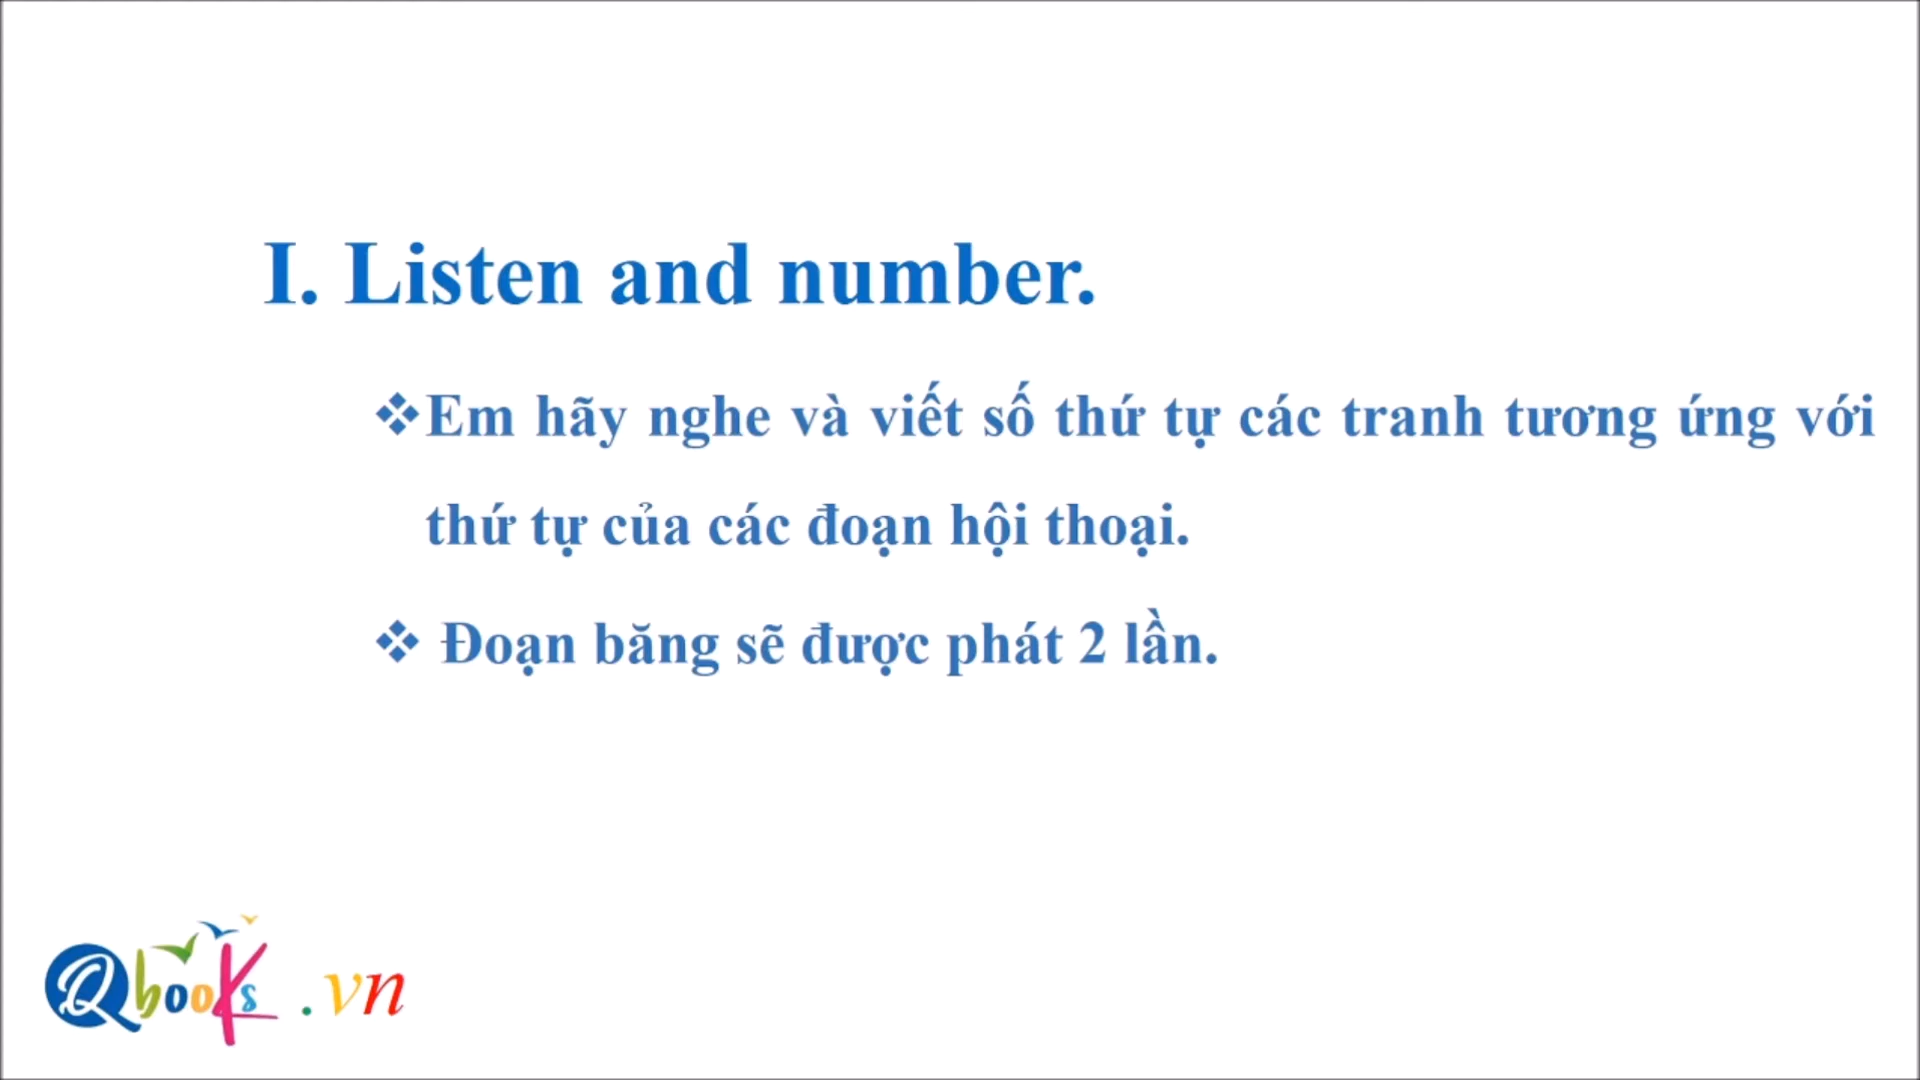 I. Listen and number.
❖Em hãy nghe và viết số thứ tự các tranh tương ứng với
thứ tự của các đoạn hội thoại.
❖ Đoạn băng sẽ được phát 2 lần.
Qbooks .vn